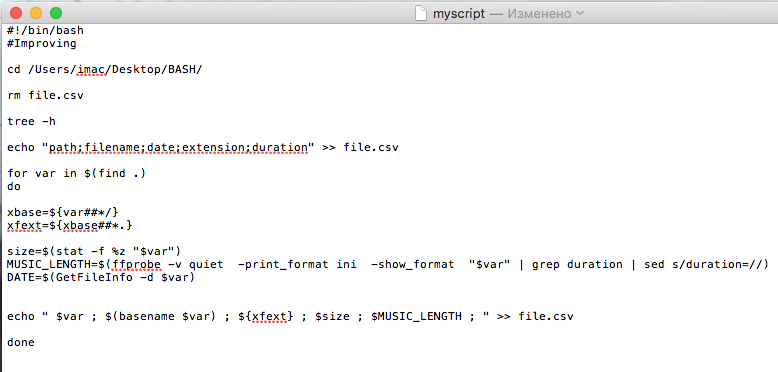 myscript — Изменено
#!/bin/bash
#Improving
cd /Users/imac/Desktop/BASH/
rm file.csv
tree -h
echo "path;filename;date;extension;duration" >> file.csv
for var in $(find .)
do
xbase=${var##*/}
xfext=${xbase##*.}
size=$(stat -f %z "$var")
MUSIC_LENGTH=$(ffprobe -v quiet  -print_format ini  -show_format  "$var" | grep duration | sed s/duration=//)
DATE=$(GetFileInfo -d $var)
echo " $var ; $(basename $var) ; ${xfext} ; $size ; $MUSIC_LENGTH ; " >> file.csv
done